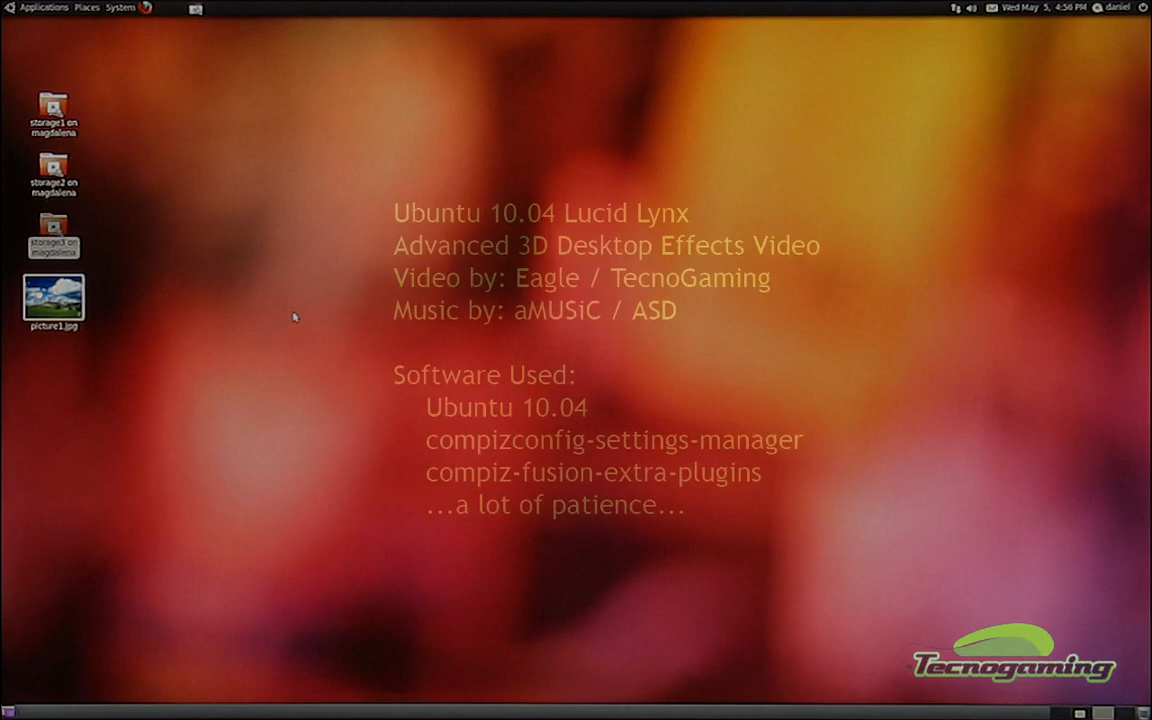 Applications Places System
Wed May 5, 4:56 PM daniel
storage1 on
magdalena
storage2 on
magdalena
storage3 on
magdalena
picture1.jpg
Ubuntu 10.04 Lucid Lynx
Advanced 3D Desktop Effects Video
Video by: Eagle / TecnoGaming
Music by: aMUSiC / ASD
Software Used:
Ubuntu 10.04
compizconfig-settings-manager
compiz-fusion-extra-plugins
...a lot of patience...
Tecnogaming